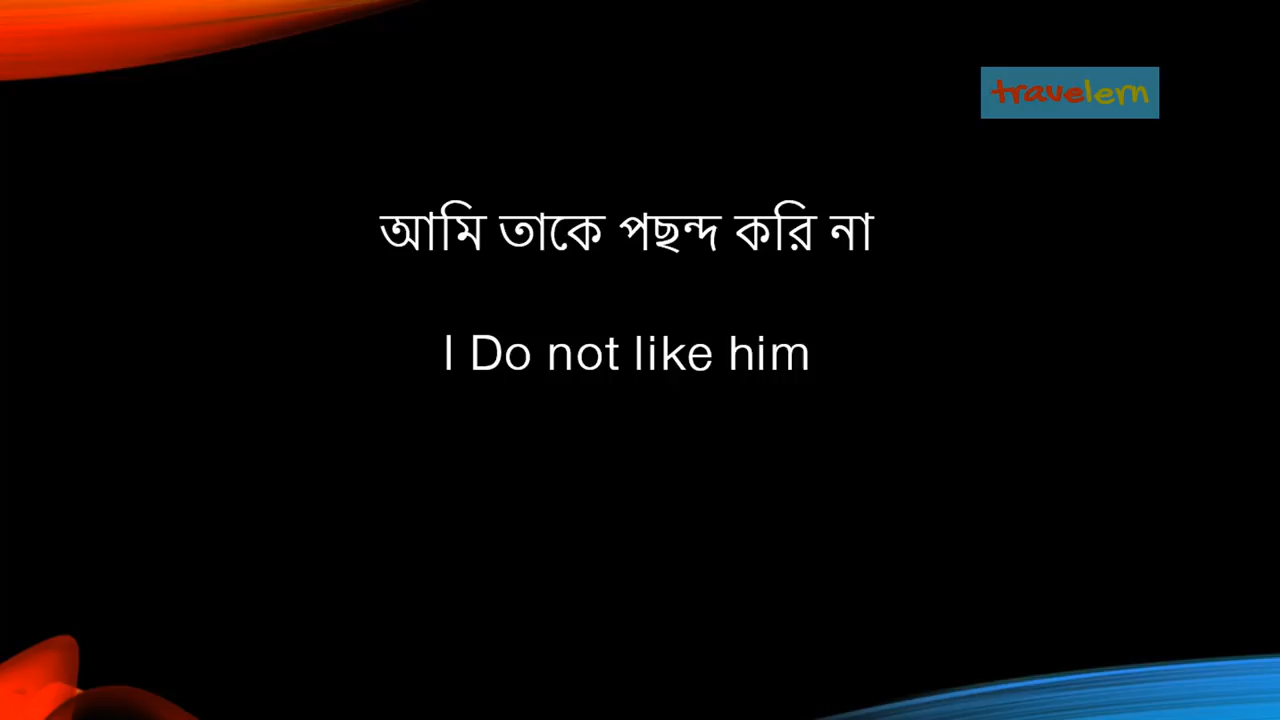 travelern
আমি তাকে পছন্দ করি না
I Do not like him